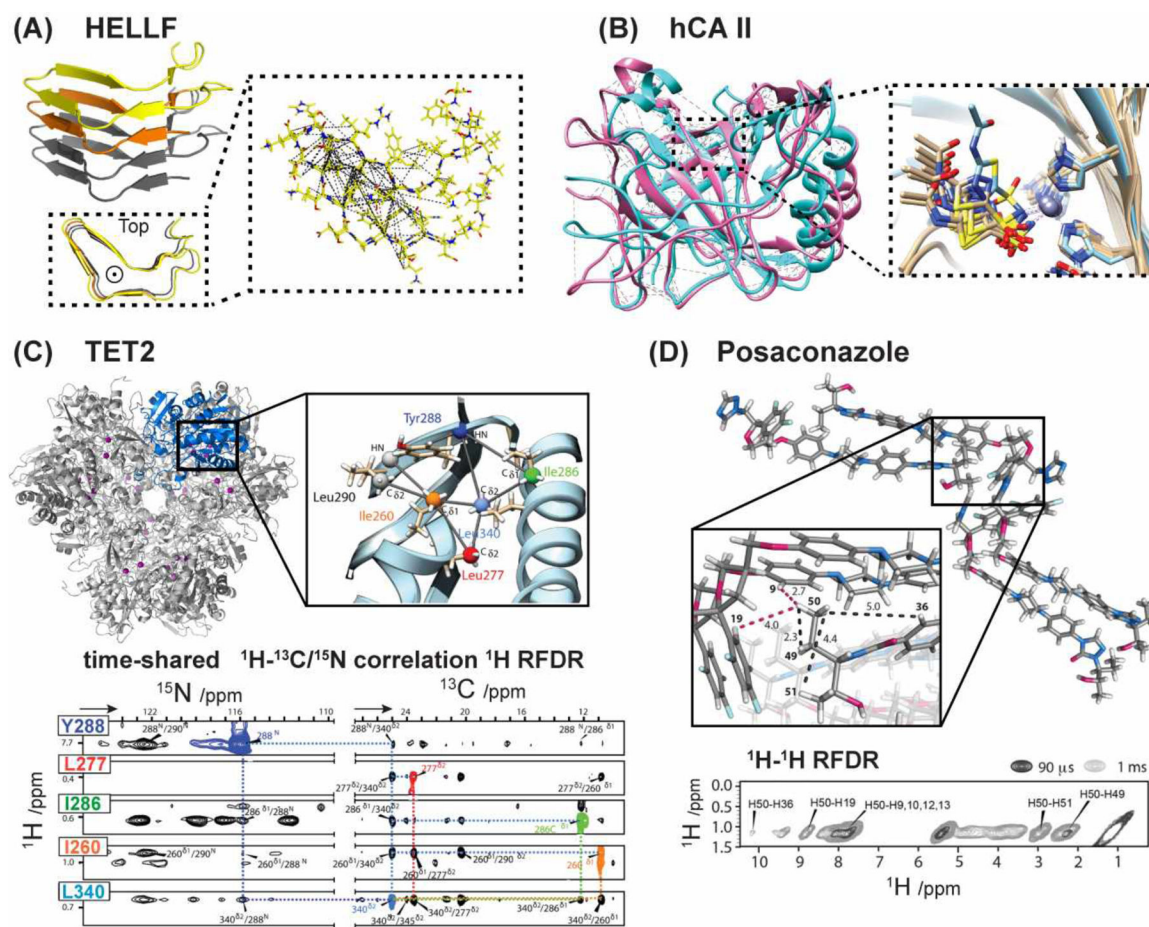 (A) HELLF
Top
(B) hCA II
(C) TET2
Tyr288
HN
HN
Cδ1
Ile286
Leu290
Cδ2
Cδ2
Ile260
Cδ1
Leu340
Cδ2
Leu277
(D) Posaconazole
9
2.7
50
5.0
36
19
4.0
2.3
4.4
49
51
time-shared ¹H-¹³C/¹⁵N correlation ¹H RFDR
¹⁵N /ppm
¹³C /ppm
122 116 110 24 20 12
¹H /ppm
Y288
7.7
288ᴺ/290ᴺ
288ᴺ
288ᴺ/340δ2
288ᴺ/286δ1
L277
0.4
277δ2/340δ2
277δ2
277δ2/260δ1
I286
0.6
286δ1/288ᴺ
286δ1/340δ2
286Cδ1
I260
1.0
260δ1/290ᴺ
260δ1/288ᴺ
260δ1/340δ2
260δ1/277δ2
260δ1/290δ2
260δ1
L340
0.7
340δ2/288ᴺ
340δ2
340δ2/345δ2
340δ2/277δ2
340δ2/286δ1
340δ2/260δ1
¹H-¹H RFDR
90 µs 1 ms
¹H /ppm
0.0
0.5
1.0
1.5
H50-H36
H50-H19
H50-H9,10,12,13
H50-H51
H50-H49
10 9 8 7 6 5 4 3 2 1
¹H /ppm